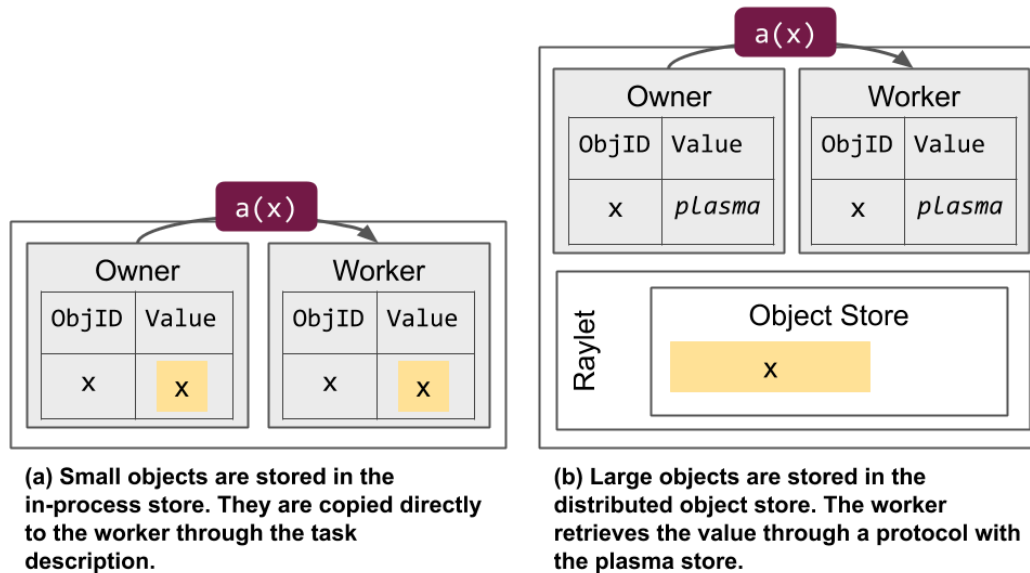 a(x)
Owner
Worker
ObjID Value
ObjID Value
x x
x x
(a) Small objects are stored in the
in-process store. They are copied directly
to the worker through the task
description.
a(x)
Owner
Worker
ObjID Value
ObjID Value
x plasma
x plasma
Raylet
Object Store
x
(b) Large objects are stored in the
distributed object store. The worker
retrieves the value through a protocol with
the plasma store.